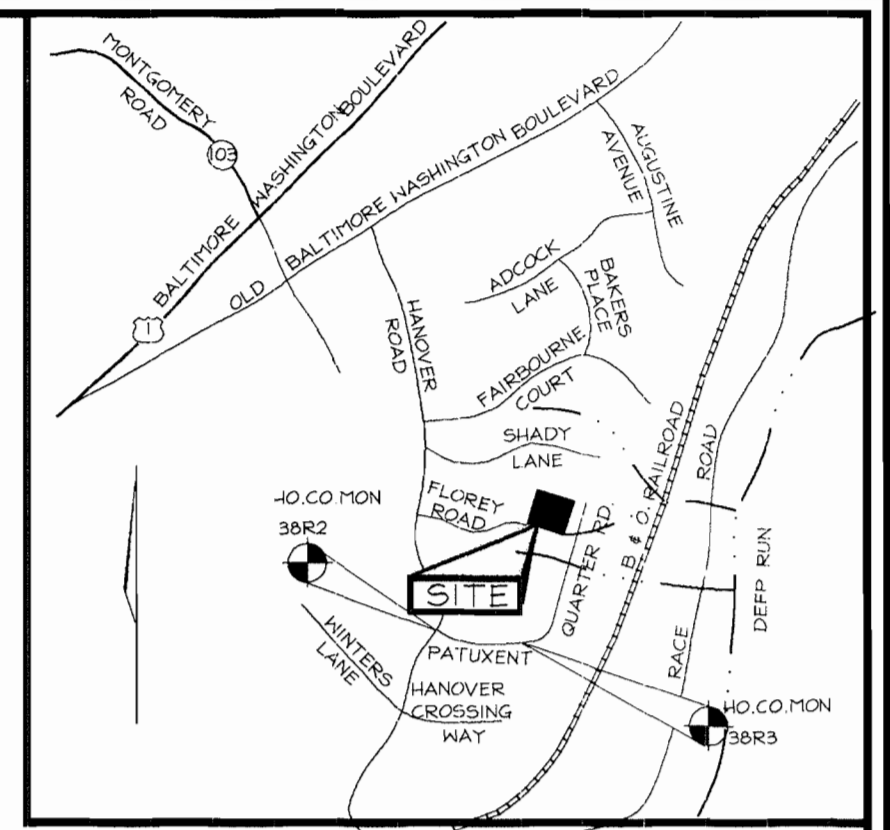 MONTGOMERY
ROAD
103
BALTIMORE WASHINGTON BOULEVARD
1
OLD BALTIMORE WASHINGTON BOULEVARD
AUGUSTINE
AVENUE
ADCOCK
LANE
BAKERS
PLACE
HANOVER
ROAD
FAIRBOURNE
COURT
SHADY
LANE
FLOREY
ROAD
HO.CO.MON
38R2
SITE
QUARTER RD.
B & O. RAILROAD
RACE ROAD
DEEP RUN
PATUXENT
WINTERS
LANE
HANOVER
CROSSING
WAY
HO.CO.MON
38R3